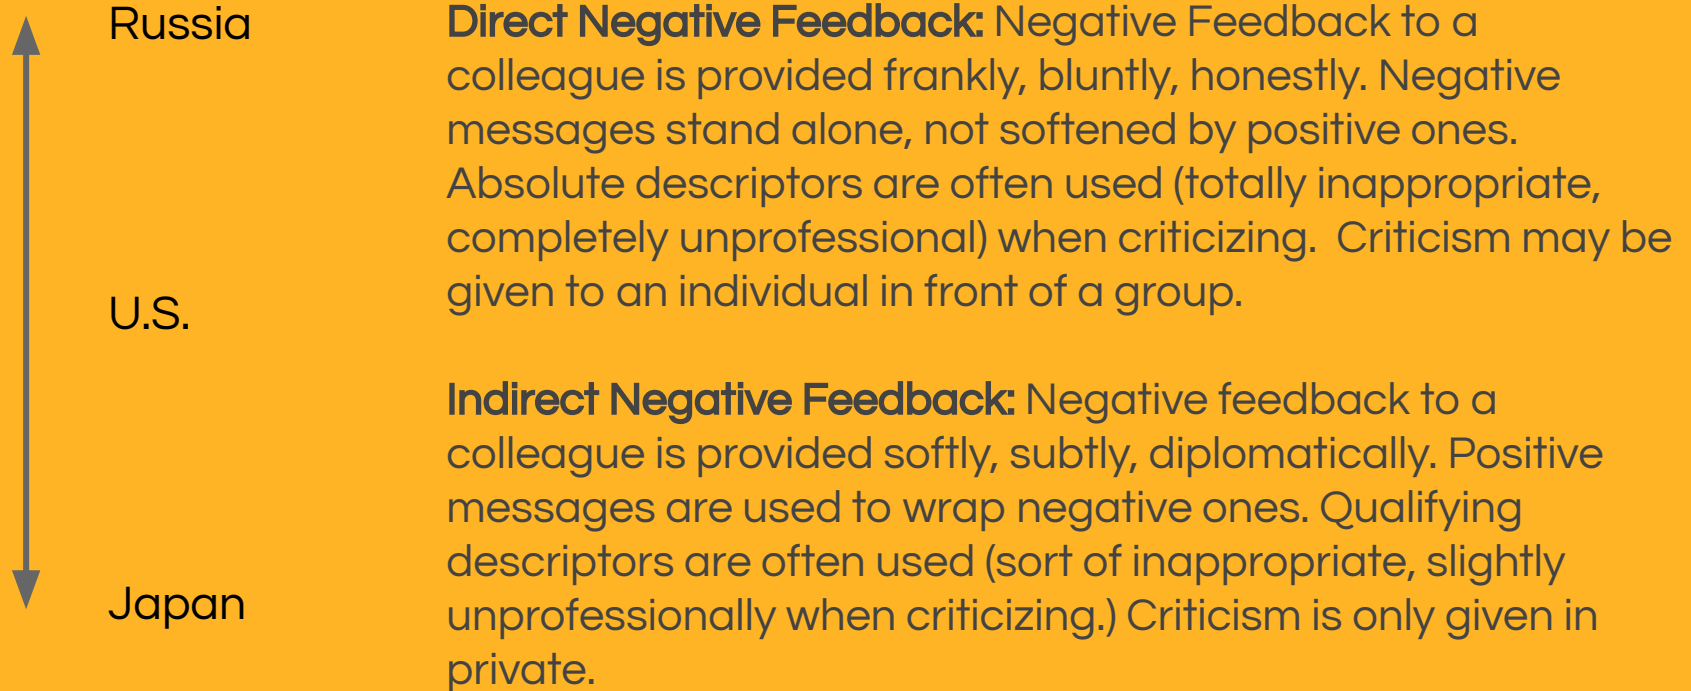 Russia
U.S.
Japan
Direct Negative Feedback: Negative Feedback to a
colleague is provided frankly, bluntly, honestly. Negative
messages stand alone, not softened by positive ones.
Absolute descriptors are often used (totally inappropriate,
completely unprofessional) when criticizing.  Criticism may be
given to an individual in front of a group.
Indirect Negative Feedback: Negative feedback to a
colleague is provided softly, subtly, diplomatically. Positive
messages are used to wrap negative ones. Qualifying
descriptors are often used (sort of inappropriate, slightly
unprofessionally when criticizing.) Criticism is only given in
private.